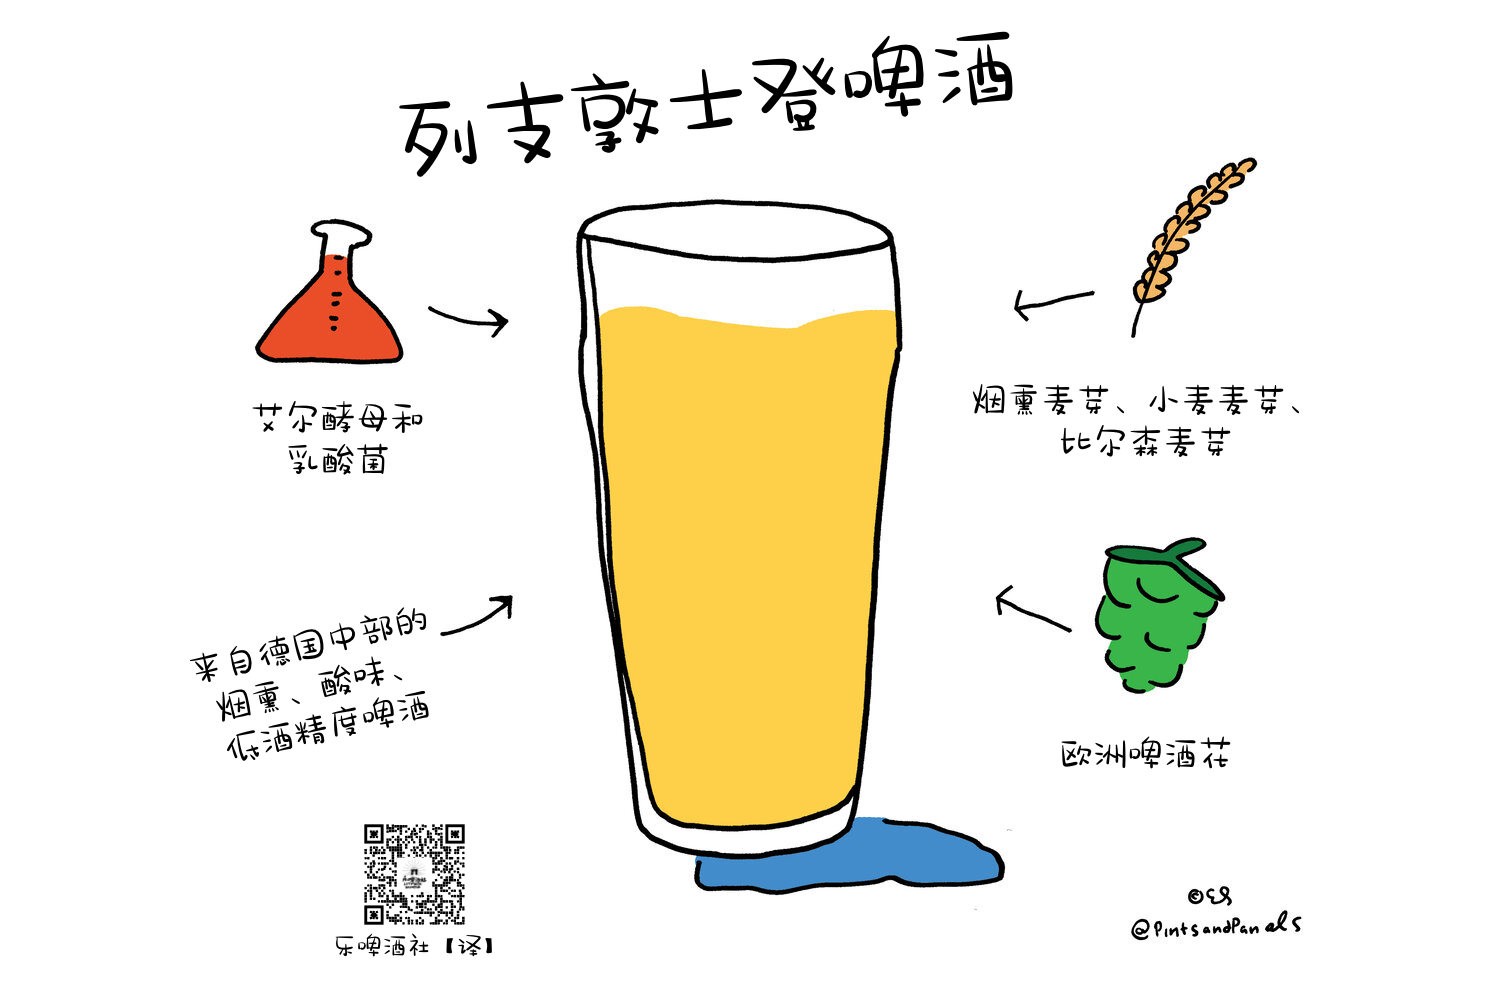 列支敦士登啤酒
艾尔酵母和
乳酸菌
烟熏麦芽、小麦麦芽、
比尔森麦芽
来自德国中部的
烟熏、酸味、
低酒精度啤酒
欧洲啤酒花
乐啤酒社【译】
@PintsandPanels